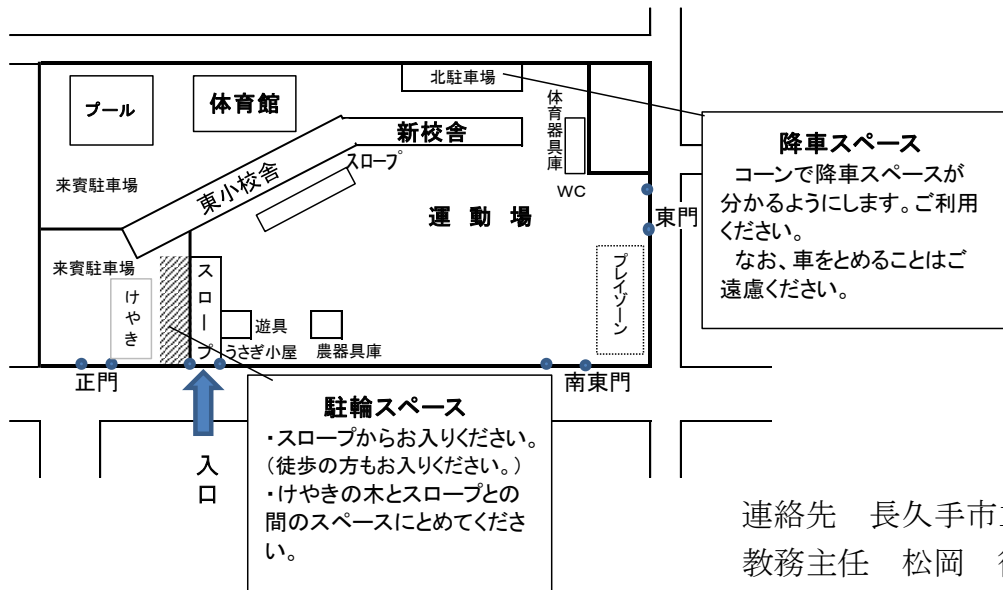 北駐車場
プール
体育館
体育器具庫
新校舎
スロープ
東小校舎
来賓駐車場
WC
運 動 場
東門
降車スペース
コーンで降車スペースが
分かるようにします。ご利用
ください。
なお、車をとめることはご
遠慮ください。
来賓駐車場
けやき
スロープ
遊具
うさぎ小屋
農器具庫
プレイゾーン
正門
南東門
入口
駐輪スペース
・スロープからお入りください。
(徒歩の方もお入りください。)
・けやきの木とスロープとの
間のスペースにとめてくださ
い。
連絡先 長久手市
教務主任 松岡